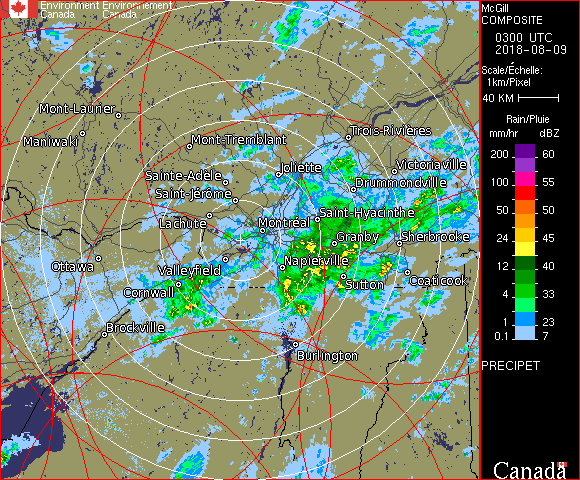 Environment Environnement
Canada Canada
McGill
COMPOSITE
0300 UTC
2018-08-09
Scale/Échelle:
1km/Pixel
40 KM
Rain/Pluie
mm/hr dBZ
200 60
100 55
50 50
24 45
12 40
4 33
1 23
0.1 7
PRECIPET
Canada
Mont-Laurier
Maniwaki
Mont-Tremblant
Trois-Rivières
Sainte-Adèle
Joliette
Victoriaville
Saint-Jérôme
Drummondville
Lachute
Montréal
Saint-Hyacinthe
Granby
Sherbrooke
Ottawa
Valleyfield
Napierville
Cornwall
Sutton
Coaticook
Brockville
Burlington